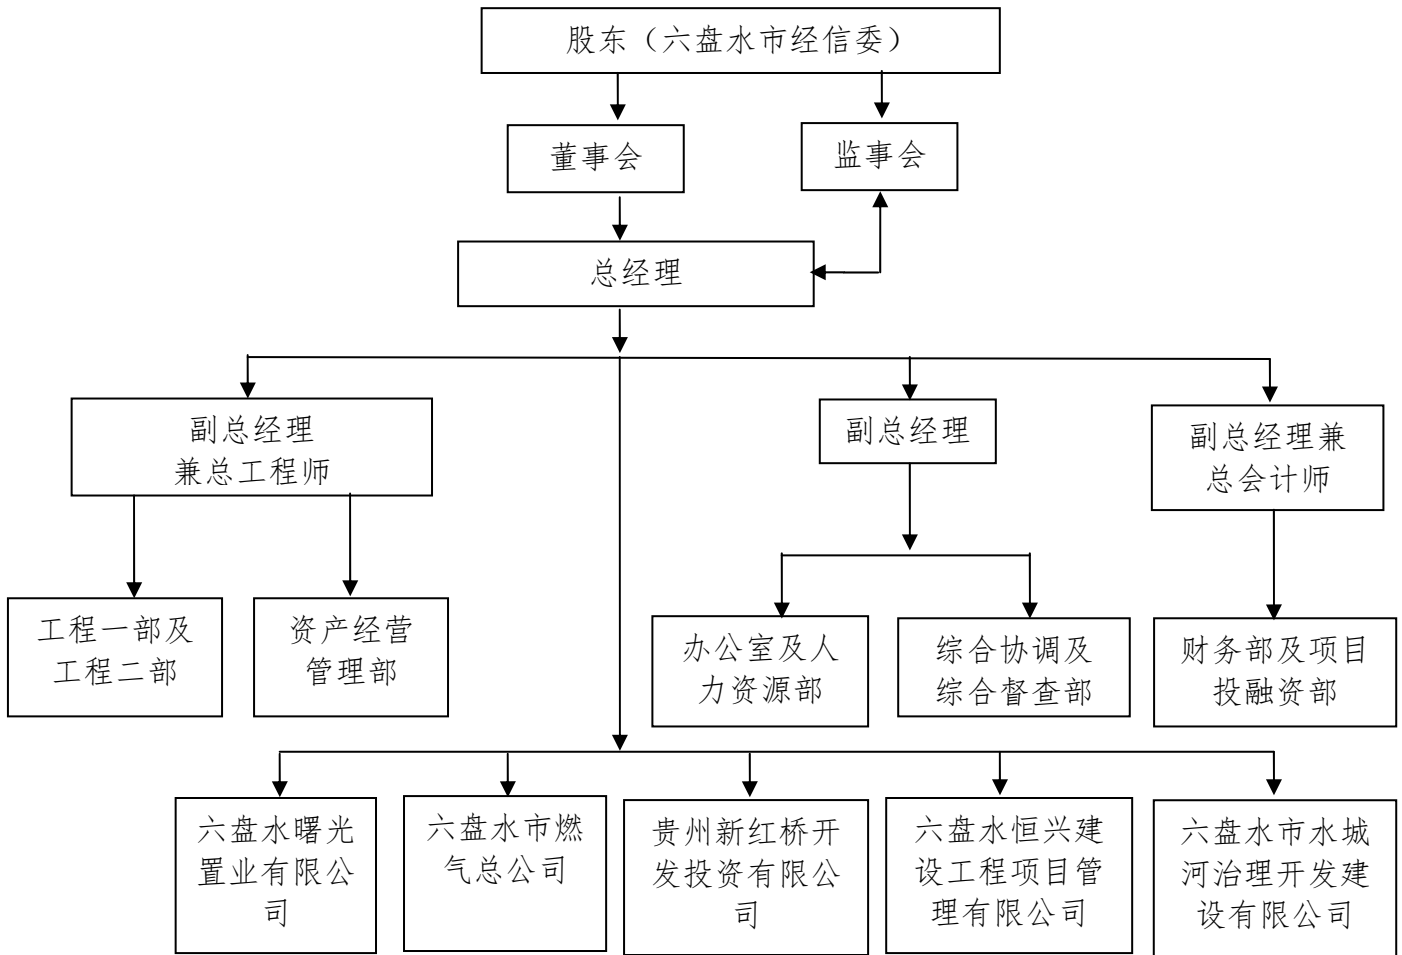 股东（六盘水市经信委）
董事会
监事会
总经理
副总经理
兼总工程师
副总经理
副总经理兼
总会计师
工程一部及
工程二部
资产经营
管理部
办公室及人
力资源部
综合协调及
综合督查部
财务部及项目
投融资部
六盘水曙光
置业有限公
司
六盘水市燃
气总公司
贵州新红桥开
发投资有限公
司
六盘水恒兴建
设工程项目管
理有限公司
六盘水市水城
河治理开发建
设有限公司